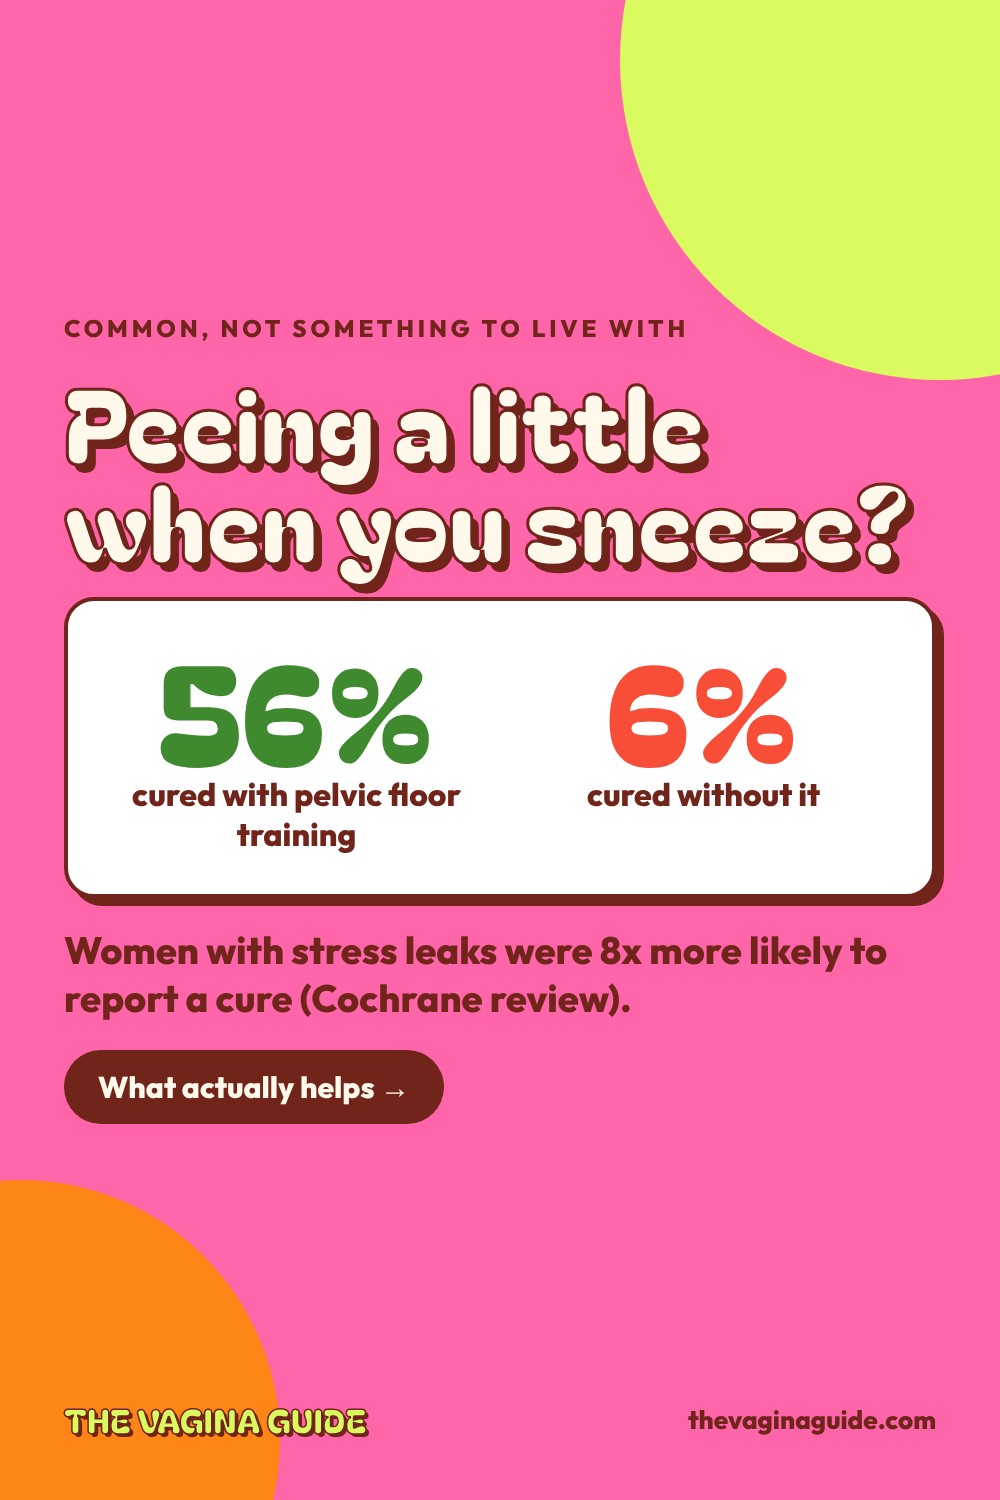 COMMON, NOT SOMETHING TO LIVE WITH
Peeing a little
when you sneeze?
56%
cured with pelvic floor
training
6%
cured without it
Women with stress leaks were 8x more likely to
report a cure (Cochrane review).
What actually helps →
THE VAGINA GUIDE
thevaginaguide.com